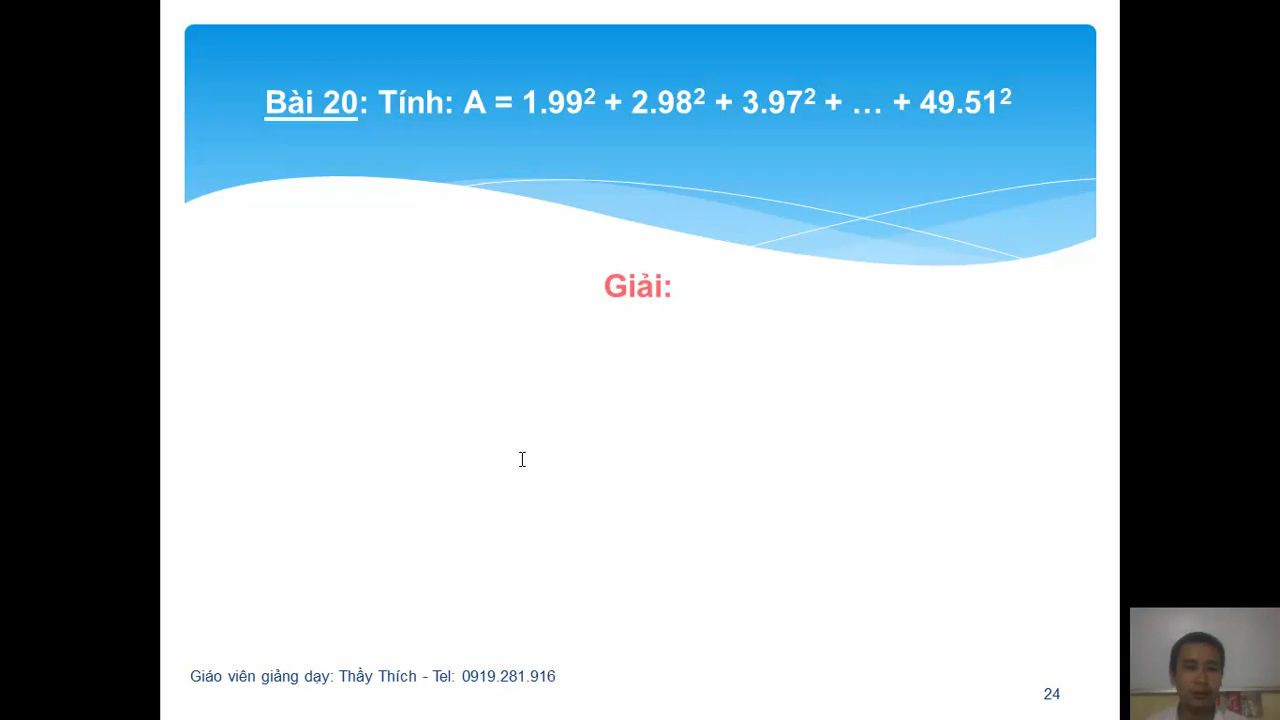 Bài 20: Tính: A = 1.99² + 2.98² + 3.97² + … + 49.51²
Giải:
Giáo viên giảng dạy: Thầy Thích - Tel: 0919.281.916
24